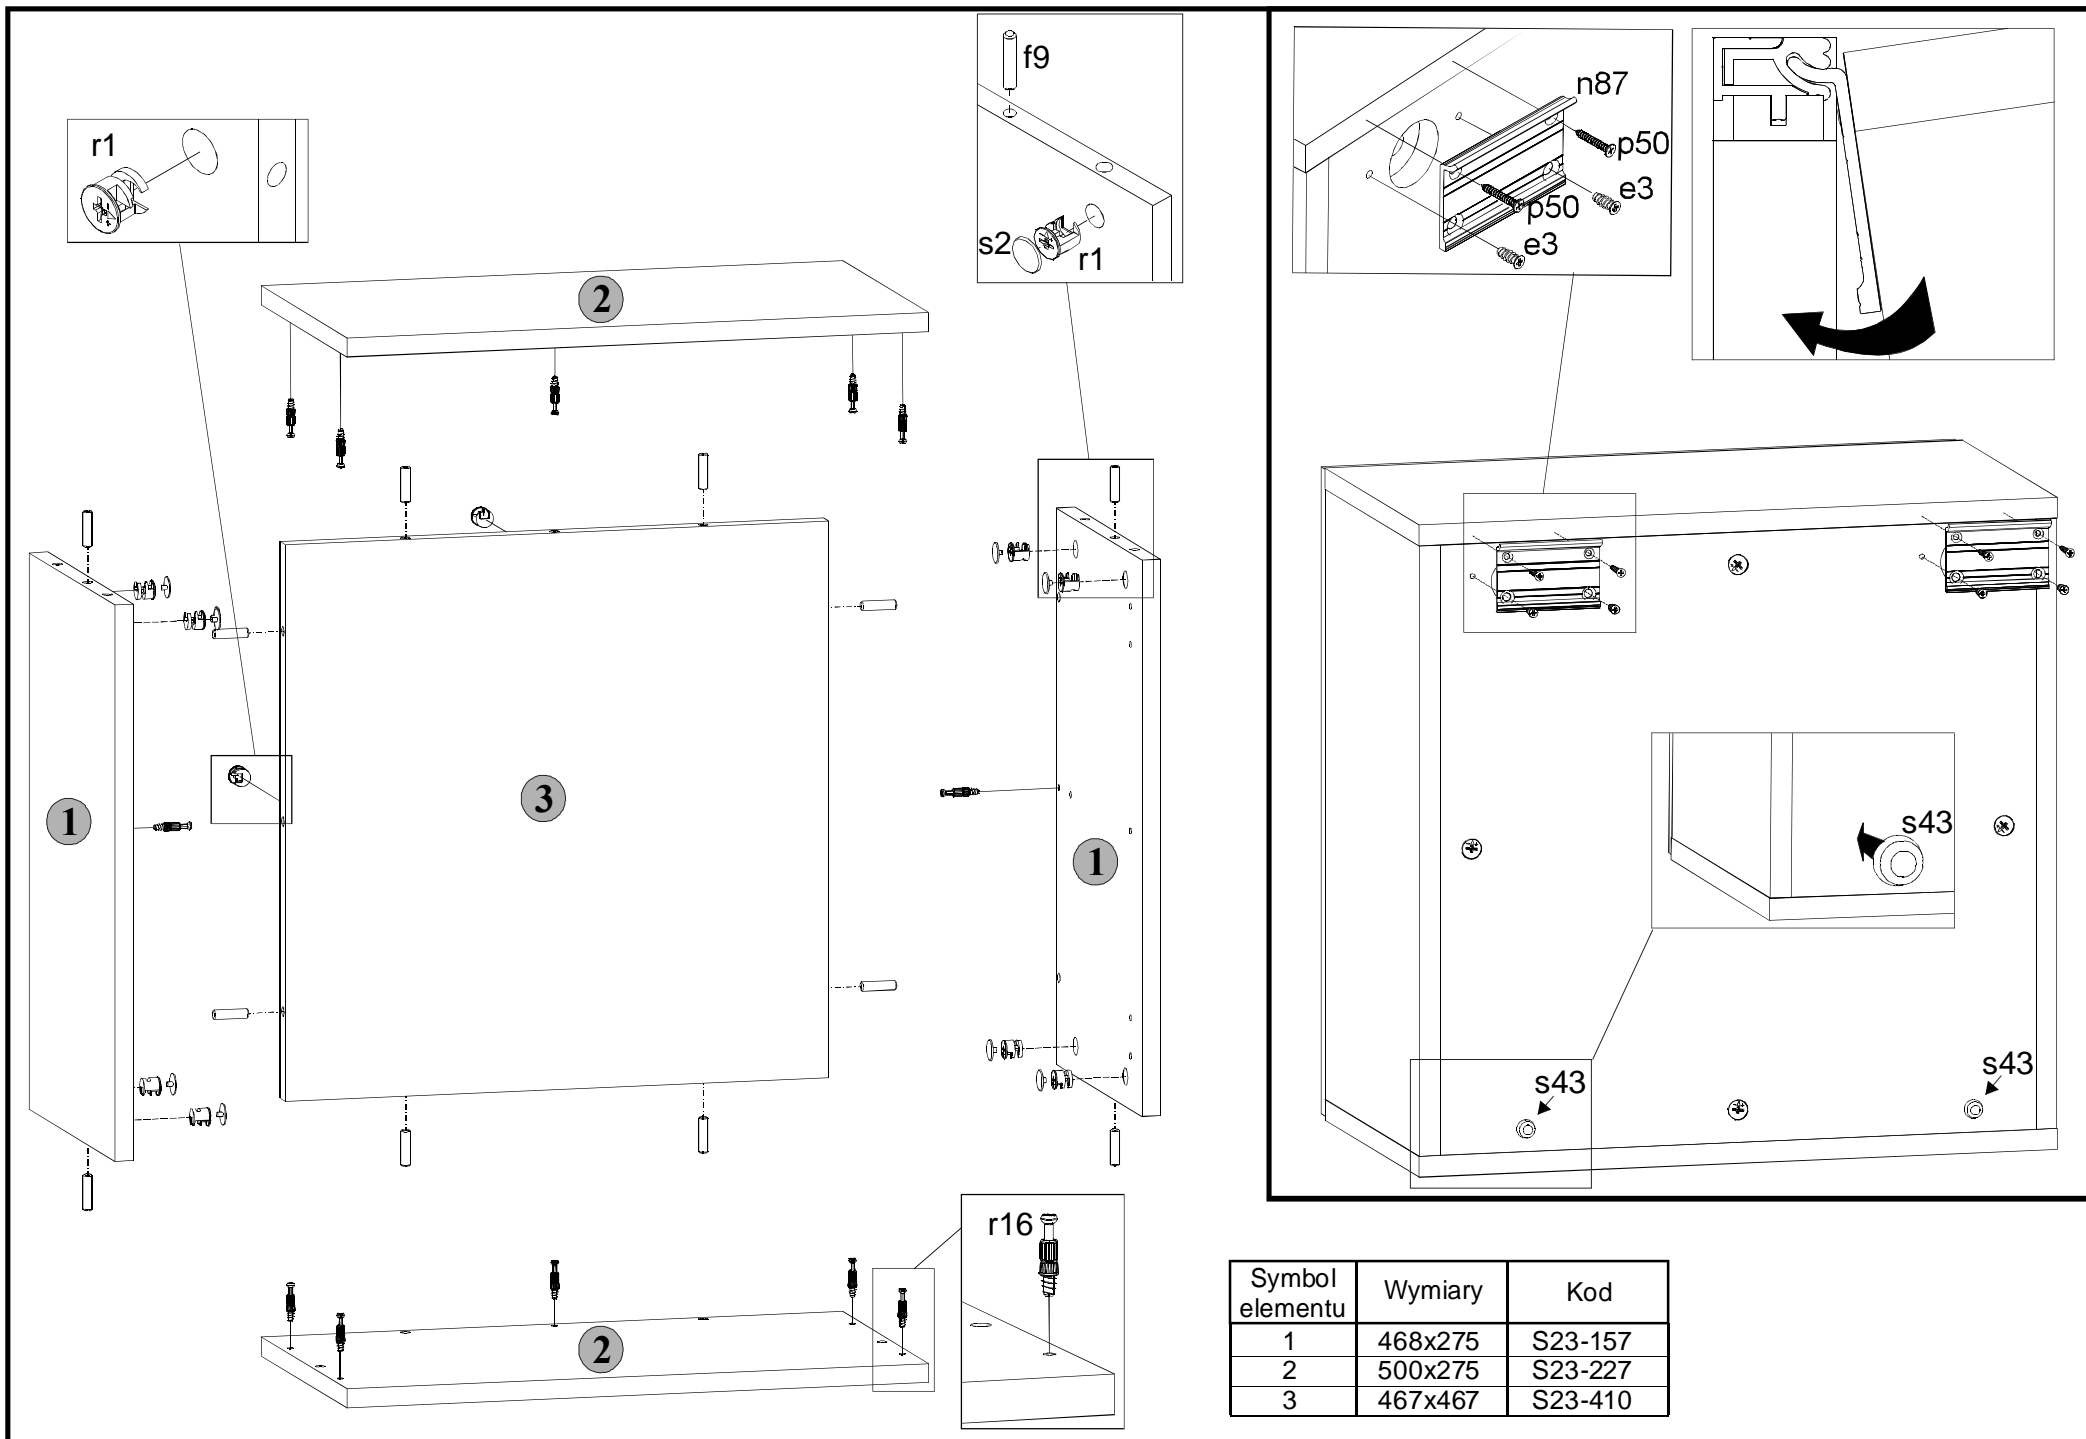 f9
r1
s2
r1
2
1
3
1
2
r16
n87
p50
e3
p50
e3
s43
s43
s43
Symbol elementu Wymiary Kod
1 468x275 S23-157
2 500x275 S23-227
3 467x467 S23-410